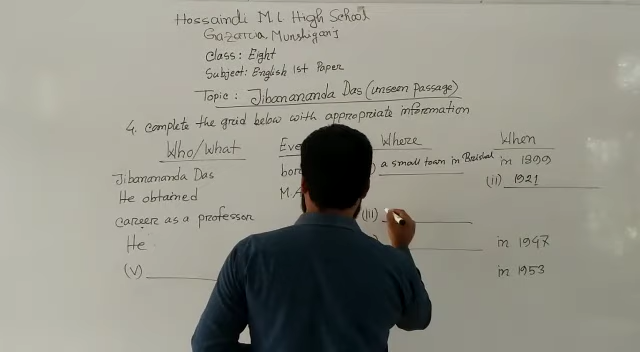 Hossaindi M.L High School
Gazaria Munshiganj
Class: Eight
Subject: English 1st Paper
Topic: Jibanananda Das (unseen passage)
4. Complete the grid below with appropriate information
Who/What Eve Where When
Jibanananda Das bor a small town in Barishal in 1899
He obtained M.A (ii) 1921
career as a professor (iii)
He in 1947
(v) in 1953